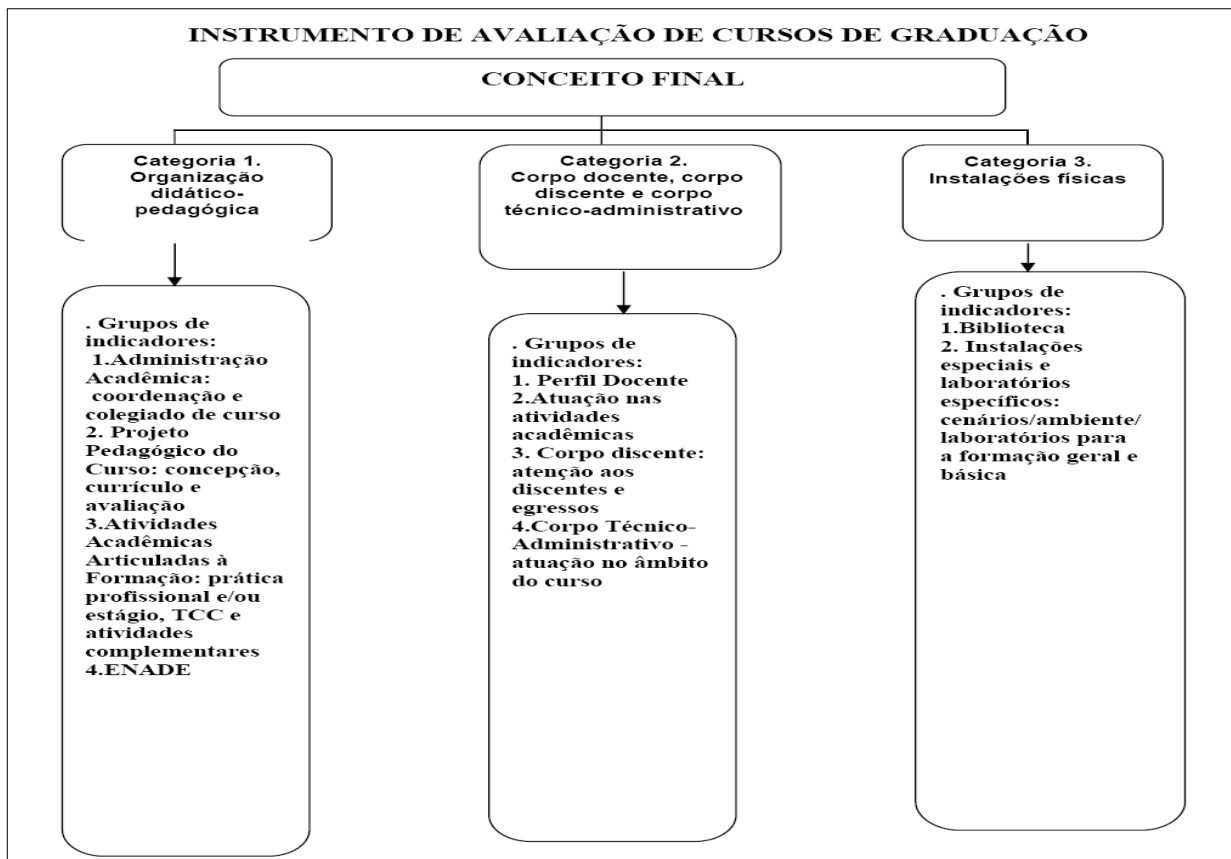 INSTRUMENTO DE AVALIAÇÃO DE CURSOS DE GRADUAÇÃO
CONCEITO FINAL
Categoria 1.
Organização
didático-
pedagógica
Categoria 2.
Corpo docente, corpo
discente e corpo
técnico-administrativo
Categoria 3.
Instalações físicas
. Grupos de
indicadores:
1.Administração
Acadêmica:
coordenação e
colegiado de curso
2. Projeto
Pedagógico do
Curso: concepção,
currículo e
avaliação
3.Atividades
Acadêmicas
Articuladas à
Formação: prática
profissional e/ou
estágio, TCC e
atividades
complementares
4.ENADE
. Grupos de
indicadores:
1. Perfil Docente
2.Atuação nas
atividades
acadêmicas
3. Corpo discente:
atenção aos
discentes e
egressos
4.Corpo Técnico-
Administrativo -
atuação no âmbito
do curso
. Grupos de
indicadores:
1.Biblioteca
2. Instalações
especiais e
laboratórios
específicos:
cenários/ambiente/
laboratórios para
a formação geral e
básica